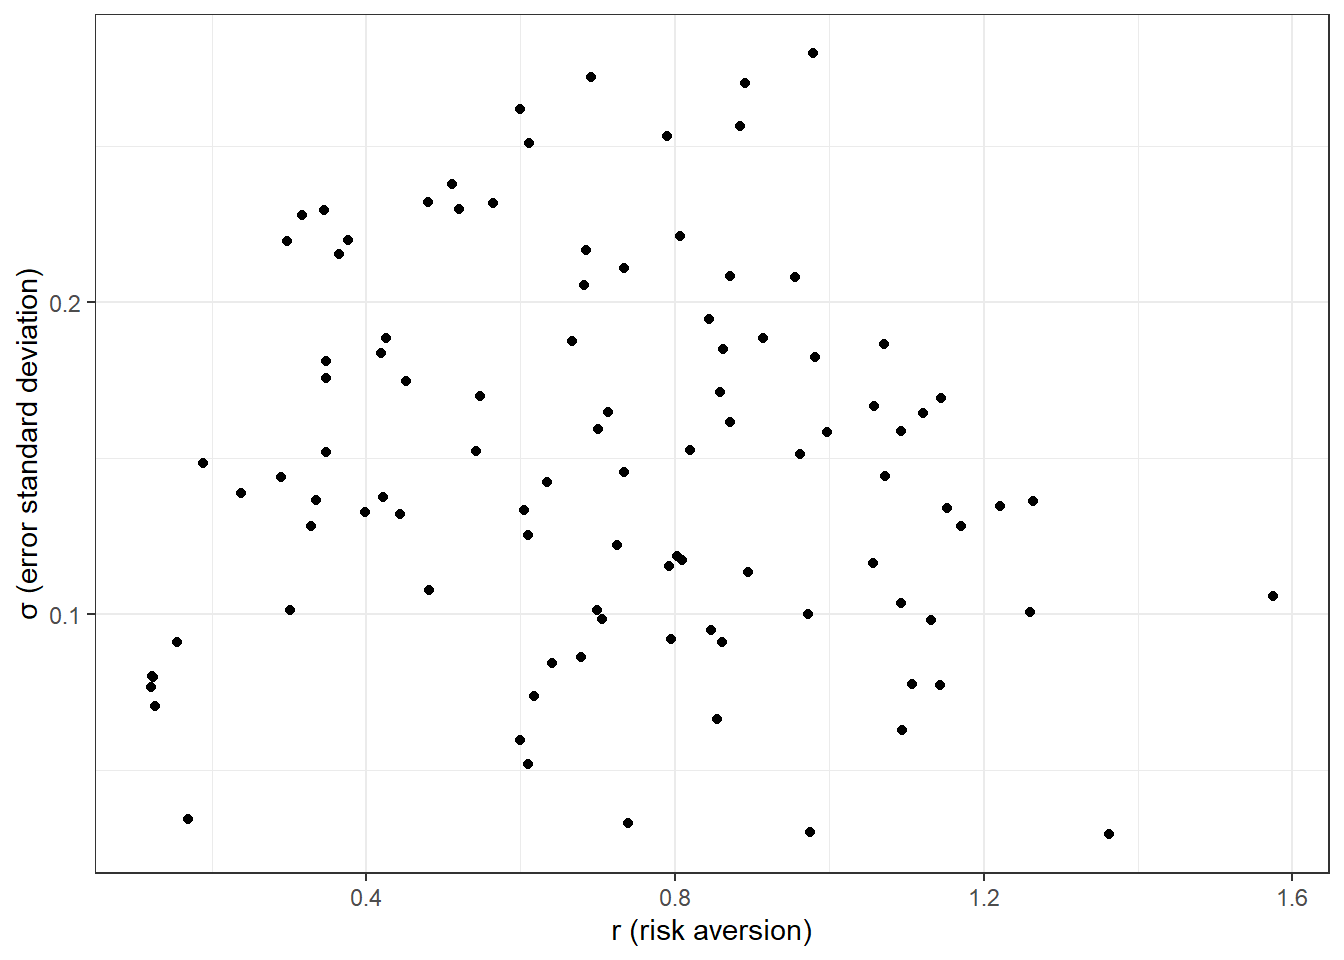 σ (error standard deviation)
0.2
0.1
0.4 0.8 1.2 1.6
r (risk aversion)